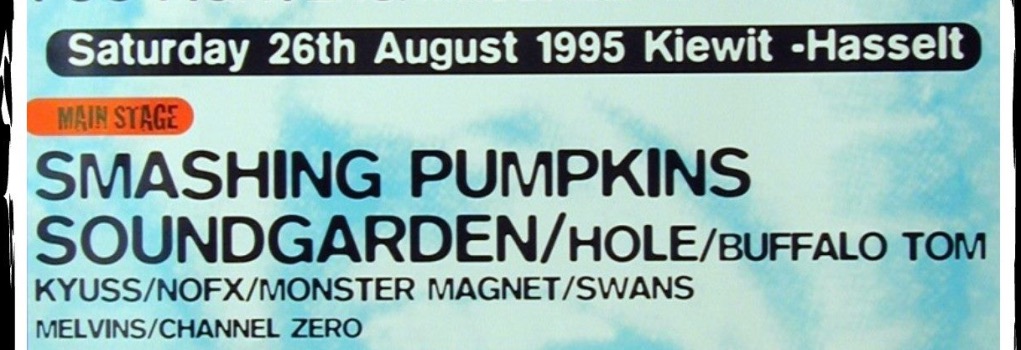 Saturday 26th August 1995 Kiewit -Hasselt
MAIN STAGE
SMASHING PUMPKINS
SOUNDGARDEN/HOLE/BUFFALO TOM
KYUSS/NOFX/MONSTER MAGNET/SWANS
MELVINS/CHANNEL ZERO